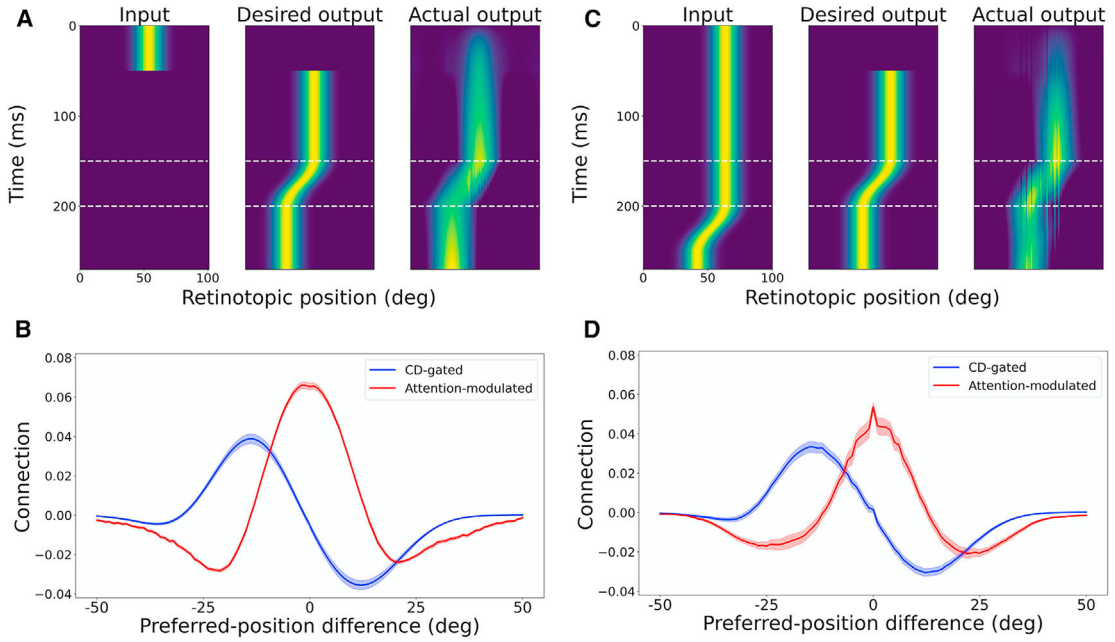 A
Input
Desired output
Actual output
0
100
200
Time (ms)
0
50
100
Retinotopic position (deg)
B
0.08
0.06
0.04
0.02
0.00
−0.02
−0.04
Connection
CD-gated
Attention-modulated
-50
-25
0
25
50
Preferred-position difference (deg)
C
Input
Desired output
Actual output
0
100
200
Time (ms)
0
50
100
Retinotopic position (deg)
D
0.08
0.06
0.04
0.02
0.00
−0.02
−0.04
Connection
CD-gated
Attention-modulated
-50
-25
0
25
50
Preferred-position difference (deg)